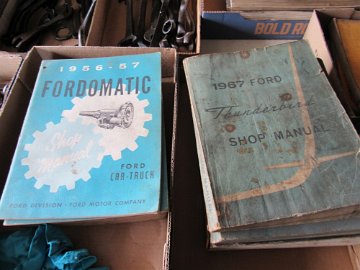 1956-57
FORDOMATIC
Shop
Manual
FORD
CAR-TRUCK
FORD DIVISION · FORD MOTOR COMPANY
1967 FORD
Thunderbird
SHOP MANUAL
BOLD